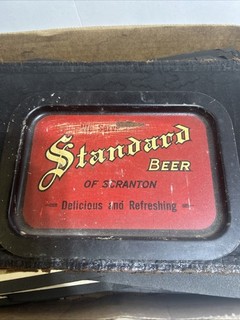 Standard
BEER
OF SCRANTON
Delicious and Refreshing